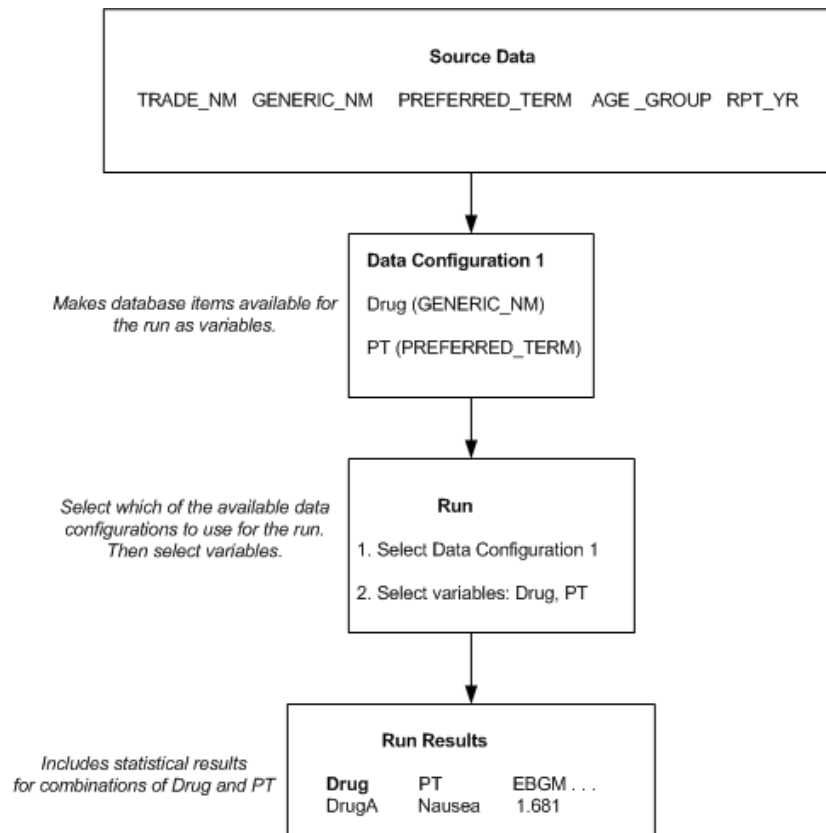 Source Data
TRADE_NM GENERIC_NM PREFERRED_TERM AGE _GROUP RPT_YR
Data Configuration 1
Drug (GENERIC_NM)
PT (PREFERRED_TERM)
Makes database items available for
the run as variables.
Run
1. Select Data Configuration 1
2. Select variables: Drug, PT
Select which of the available data
configurations to use for the run.
Then select variables.
Run Results
Drug PT EBGM . . .
DrugA Nausea 1.681
Includes statistical results
for combinations of Drug and PT